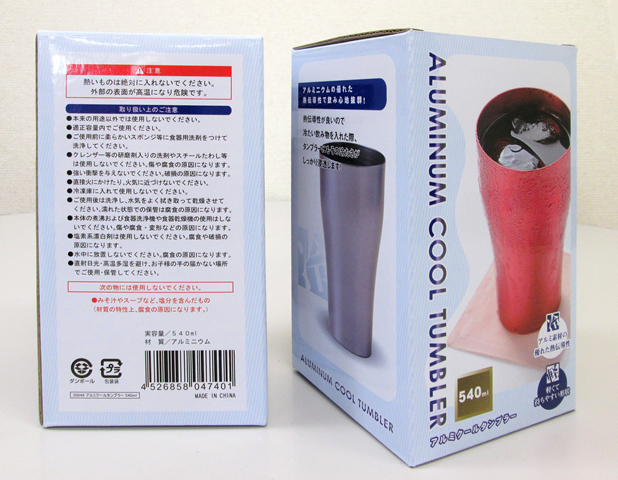 ⚠注意
熱いものは絶対に入れないでください。
外部の表面が高温になり危険です。
取り扱い上のご注意
●本来の用途以外では使用しないでください。
●適正容量内でご使用ください。
●ご使用前に柔らかいスポンジ等に食器用洗剤をつけて
洗浄してください。
●クレンザー等の研磨剤入りの洗剤やスチールたわし等
は使用しないでください。傷や腐食の原因になります。
●強い衝撃を与えないでください。破損の原因になります。
●直接火にかけたり、火気に近づけないでください。
●冷凍庫に入れて使用しないでください。
●ご使用後は洗浄し、水気をよく拭き取って乾燥させて
ください。濡れた状態での保管は腐食の原因になります。
●本体の煮沸および食器洗浄機や食器乾燥機の使用はしな
いでください。傷や腐食・変形などの原因になります。
●塩素系漂白剤は使用しないでください。腐食や破損の
原因になります。
●水中に放置しないでください。腐食の原因になります。
●直射日光・高温多湿を避け、お子様の手の届かない場所
でご使用・保管してください。
次の物には使用しないでください。
●みそ汁やスープなど、塩分を含んだもの
(材質の特性上、腐食の原因になります。)
実容量/540ml
材 質/アルミニウム
ダンボール
プラ
包装袋
4 526858 047401
MADE IN CHINA
アルミクールタンブラー 540ml
アルミニウムの優れた
熱伝導性で飲み心地抜群!
熱伝導性が良いので
冷たい飲み物を入れた際、
タンブラー
しっかり
ALUMINUM COOL TUMBLER
ALUMINUM COOL TUMBLER
アルミ素材の
優れた熱伝導性
軽くて
持ちやすい形状
540ml
アルミクールタンブラー